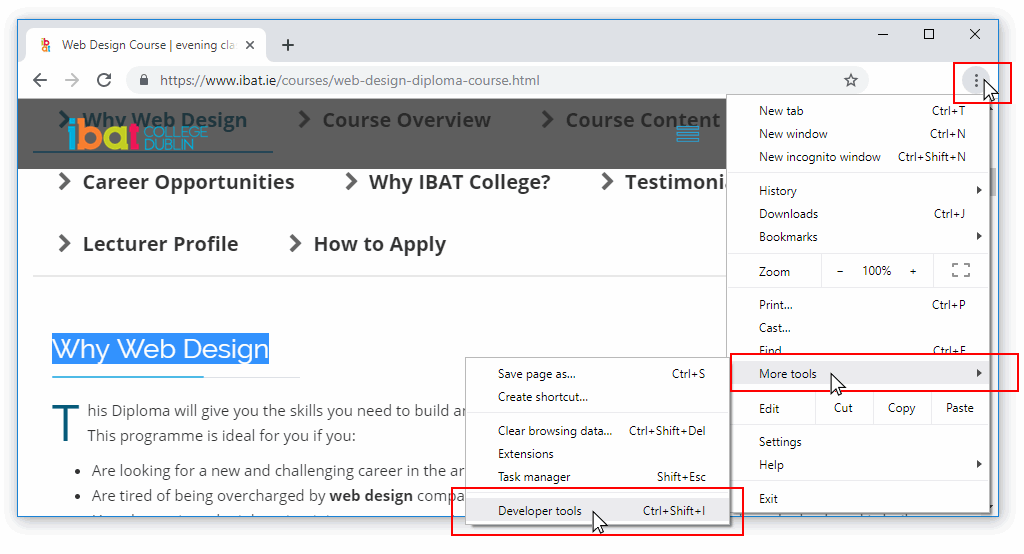 Web Design Course | evening cla
https://www.ibat.ie/courses/web-design-diploma-course.html
Why Web Design
Course Overview
Course Content
ibat COLLEGE DUBLIN
Career Opportunities
Why IBAT College?
Testimonia
Lecturer Profile
How to Apply
Why Web Design
This Diploma will give you the skills you need to build an
This programme is ideal for you if you:
Are looking for a new and challenging career in the ar
Are tired of being overcharged by web design compa
New tab Ctrl+T
New window Ctrl+N
New incognito window Ctrl+Shift+N
History
Downloads Ctrl+J
Bookmarks
Zoom − 100% +
Print... Ctrl+P
Cast...
Find... Ctrl+F
More tools
Edit Cut Copy Paste
Settings
Help
Exit
Save page as... Ctrl+S
Create shortcut...
Clear browsing data... Ctrl+Shift+Del
Extensions
Task manager Shift+Esc
Developer tools Ctrl+Shift+I